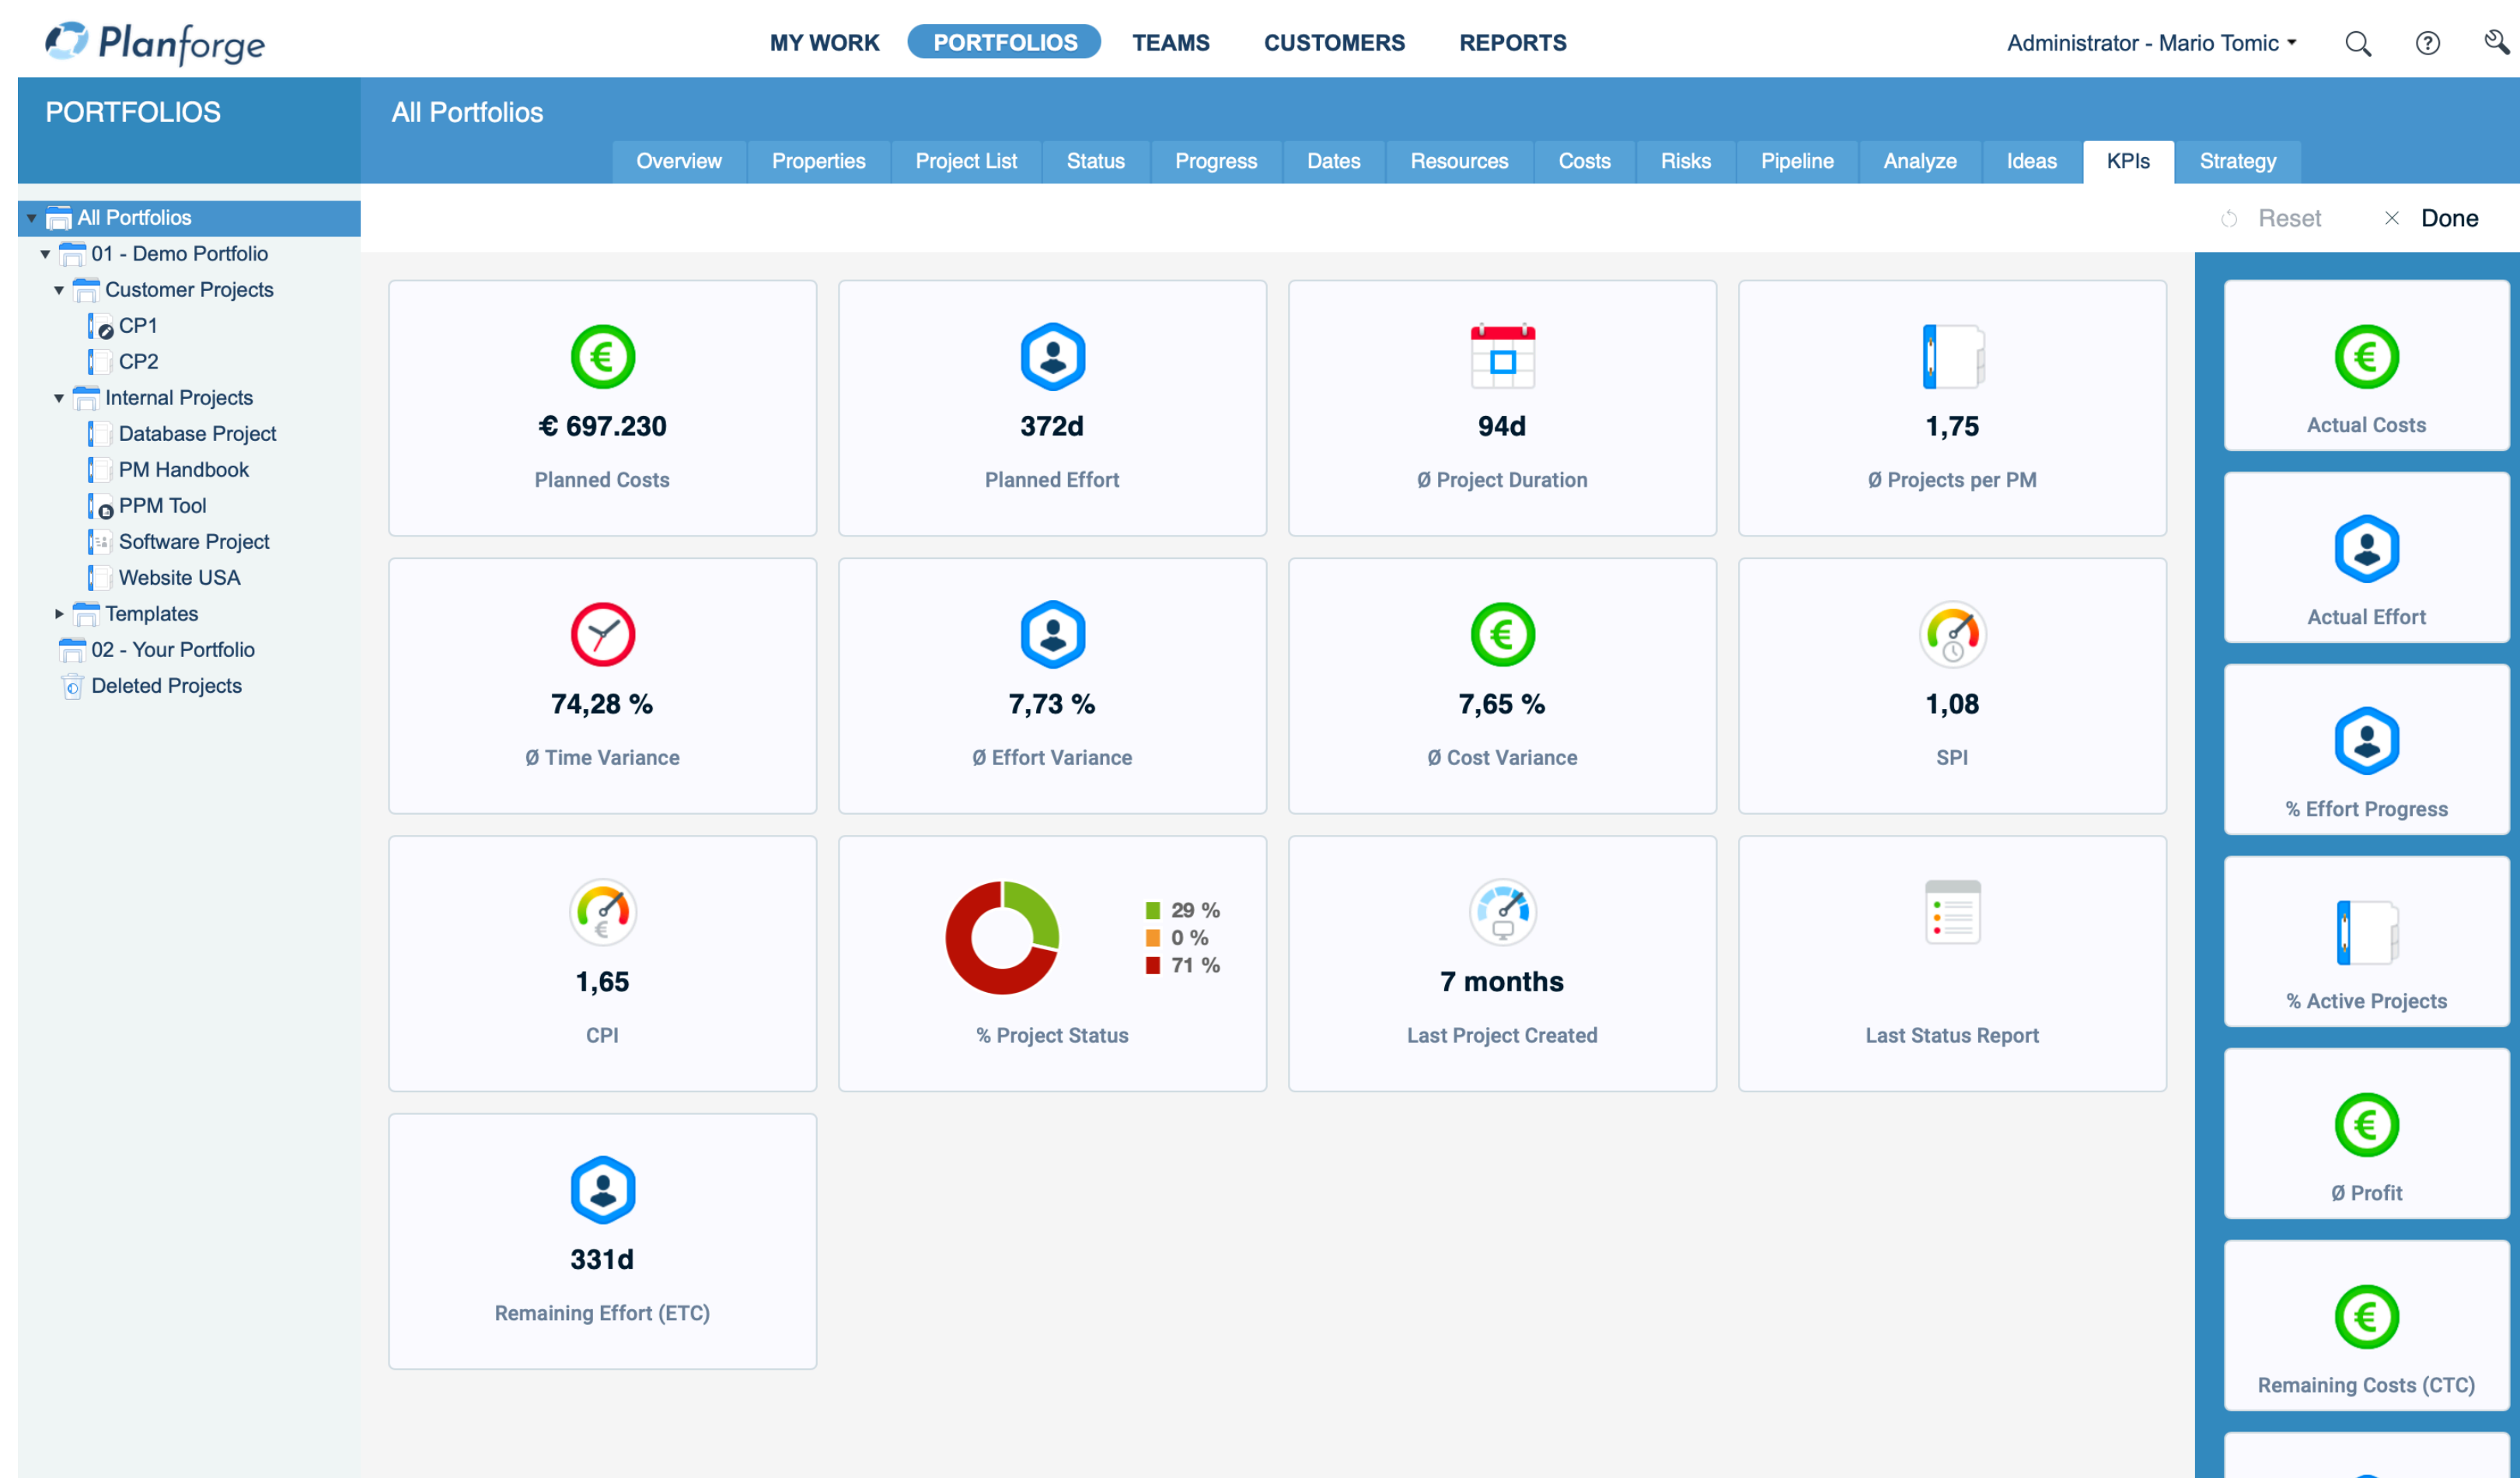 Planforge
MY WORK PORTFOLIOS TEAMS CUSTOMERS REPORTS
Administrator - Mario Tomic
PORTFOLIOS
All Portfolios
Overview Properties Project List Status Progress Dates Resources Costs Risks Pipeline Analyze Ideas KPIs Strategy
Reset Done
All Portfolios
01 - Demo Portfolio
Customer Projects
CP1
CP2
Internal Projects
Database Project
PM Handbook
PPM Tool
Software Project
Website USA
Templates
02 - Your Portfolio
Deleted Projects
€ 697.230
Planned Costs
372d
Planned Effort
94d
Ø Project Duration
1,75
Ø Projects per PM
74,28 %
Ø Time Variance
7,73 %
Ø Effort Variance
7,65 %
Ø Cost Variance
1,08
SPI
1,65
CPI
29 %
0 %
71 %
% Project Status
7 months
Last Project Created
Last Status Report
331d
Remaining Effort (ETC)
Actual Costs
Actual Effort
% Effort Progress
% Active Projects
Ø Profit
Remaining Costs (CTC)